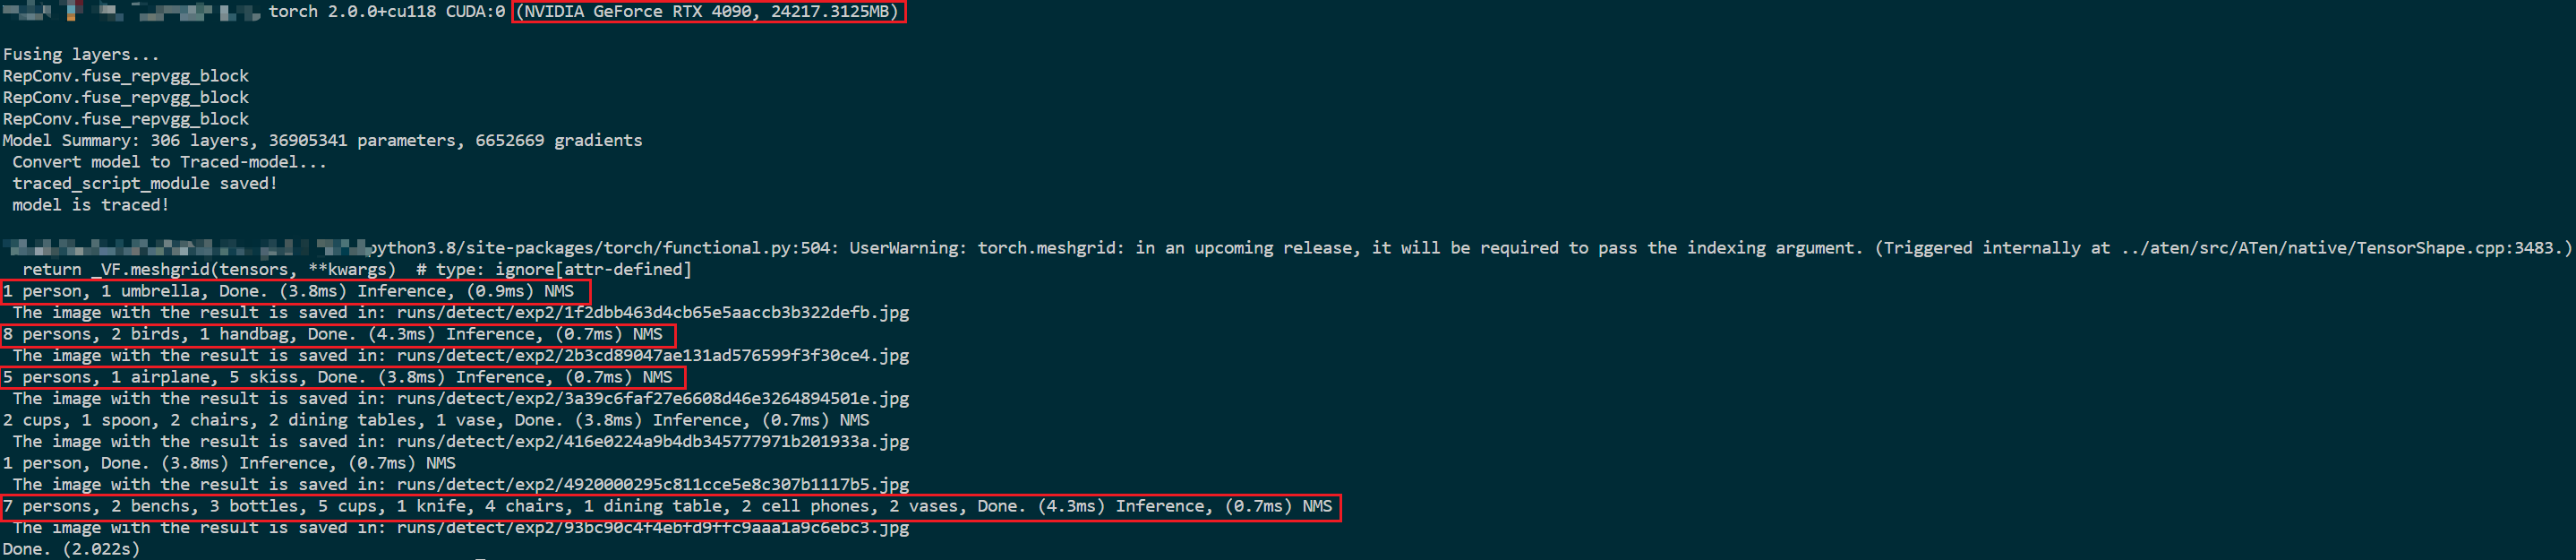 torch 2.0.0+cu118 CUDA:0 (NVIDIA GeForce RTX 4090, 24217.3125MB)
Fusing layers...
RepConv.fuse_repvgg_block
RepConv.fuse_repvgg_block
RepConv.fuse_repvgg_block
Model Summary: 306 layers, 36905341 parameters, 6652669 gradients
Convert model to Traced-model...
traced_script_module saved!
model is traced!
python3.8/site-packages/torch/functional.py:504: UserWarning: torch.meshgrid: in an upcoming release, it will be required to pass the indexing argument. (Triggered internally at ../aten/src/ATen/native/TensorShape.cpp:3483.)
return _VF.meshgrid(tensors, **kwargs)  # type: ignore[attr-defined]
1 person, 1 umbrella, Done. (3.8ms) Inference, (0.9ms) NMS
The image with the result is saved in: runs/detect/exp2/1f2dbb463d4cb65e5aaccb3b322defb.jpg
8 persons, 2 birds, 1 handbag, Done. (4.3ms) Inference, (0.7ms) NMS
The image with the result is saved in: runs/detect/exp2/2b3cd89047ae131ad576599f3f30ce4.jpg
5 persons, 1 airplane, 5 skiss, Done. (3.8ms) Inference, (0.7ms) NMS
The image with the result is saved in: runs/detect/exp2/3a39c6faf27e6608d46e3264894501e.jpg
2 cups, 1 spoon, 2 chairs, 2 dining tables, 1 vase, Done. (3.8ms) Inference, (0.7ms) NMS
The image with the result is saved in: runs/detect/exp2/416e0224a9b4db345777971b201933a.jpg
1 person, Done. (3.8ms) Inference, (0.7ms) NMS
The image with the result is saved in: runs/detect/exp2/4920000295c811cce5e8c307b1117b5.jpg
7 persons, 2 benchs, 3 bottles, 5 cups, 1 knife, 4 chairs, 1 dining table, 2 cell phones, 2 vases, Done. (4.3ms) Inference, (0.7ms) NMS
The image with the result is saved in: runs/detect/exp2/93bc90c4f4ebfd9ffc9aaa1a9c6ebc3.jpg
Done. (2.022s)